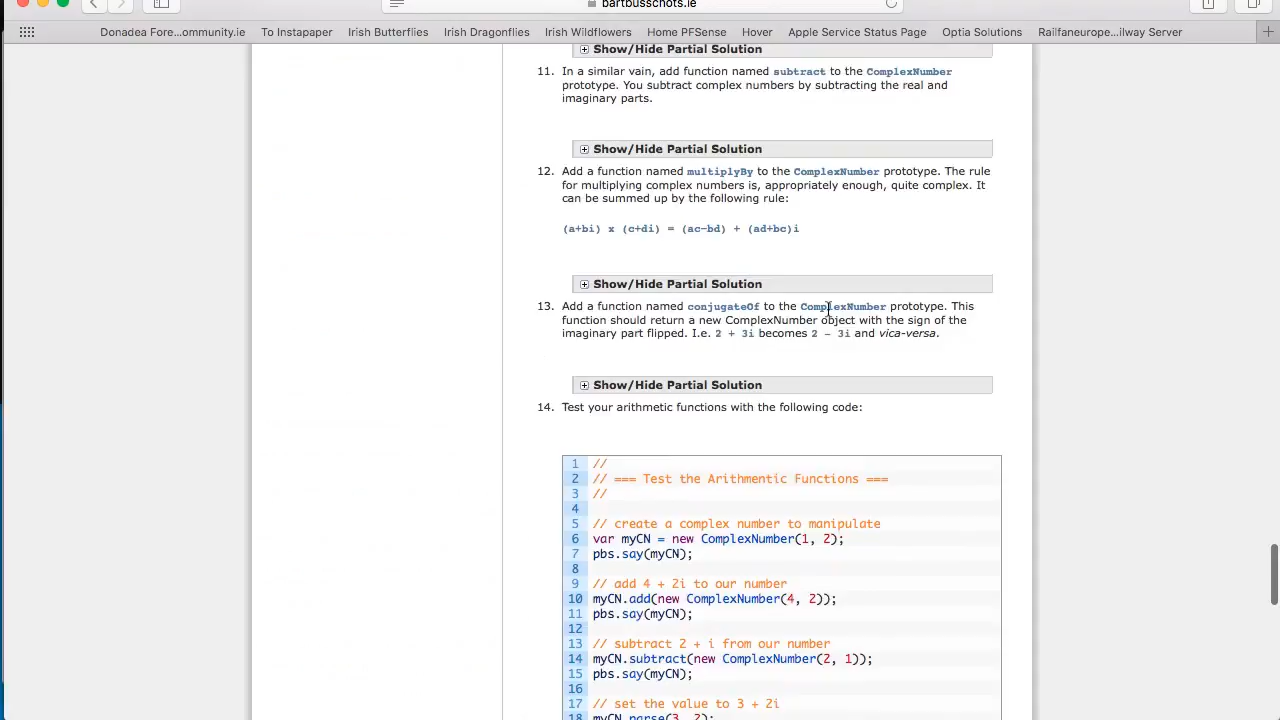 bartbusschots.ie
Donadea Fore...ommunity.ie To Instapaper Irish Butterflies Irish Dragonflies Irish Wildflowers Home PFSense Hover Apple Service Status Page Optia Solutions Railfaneurope...ilway Server
Show/Hide Partial Solution
11. In a similar vain, add function named subtract to the ComplexNumber
prototype. You subtract complex numbers by subtracting the real and
imaginary parts.
Show/Hide Partial Solution
12. Add a function named multiplyBy to the ComplexNumber prototype. The rule
for multiplying complex numbers is, appropriately enough, quite complex. It
can be summed up by the following rule:
(a+bi) x (c+di) = (ac-bd) + (ad+bc)i
Show/Hide Partial Solution
13. Add a function named conjugateOf to the ComplexNumber prototype. This
function should return a new ComplexNumber object with the sign of the
imaginary part flipped. I.e. 2 + 3i becomes 2 - 3i and vica-versa.
Show/Hide Partial Solution
14. Test your arithmetic functions with the following code:
1 //
2 // === Test the Arithmentic Functions ===
3 //
4
5 // create a complex number to manipulate
6 var myCN = new ComplexNumber(1, 2);
7 pbs.say(myCN);
8
9 // add 4 + 2i to our number
10 myCN.add(new ComplexNumber(4, 2));
11 pbs.say(myCN);
12
13 // subtract 2 + i from our number
14 myCN.subtract(new ComplexNumber(2, 1));
15 pbs.say(myCN);
16
17 // set the value to 3 + 2i
18 myCN.parse(3, 2);